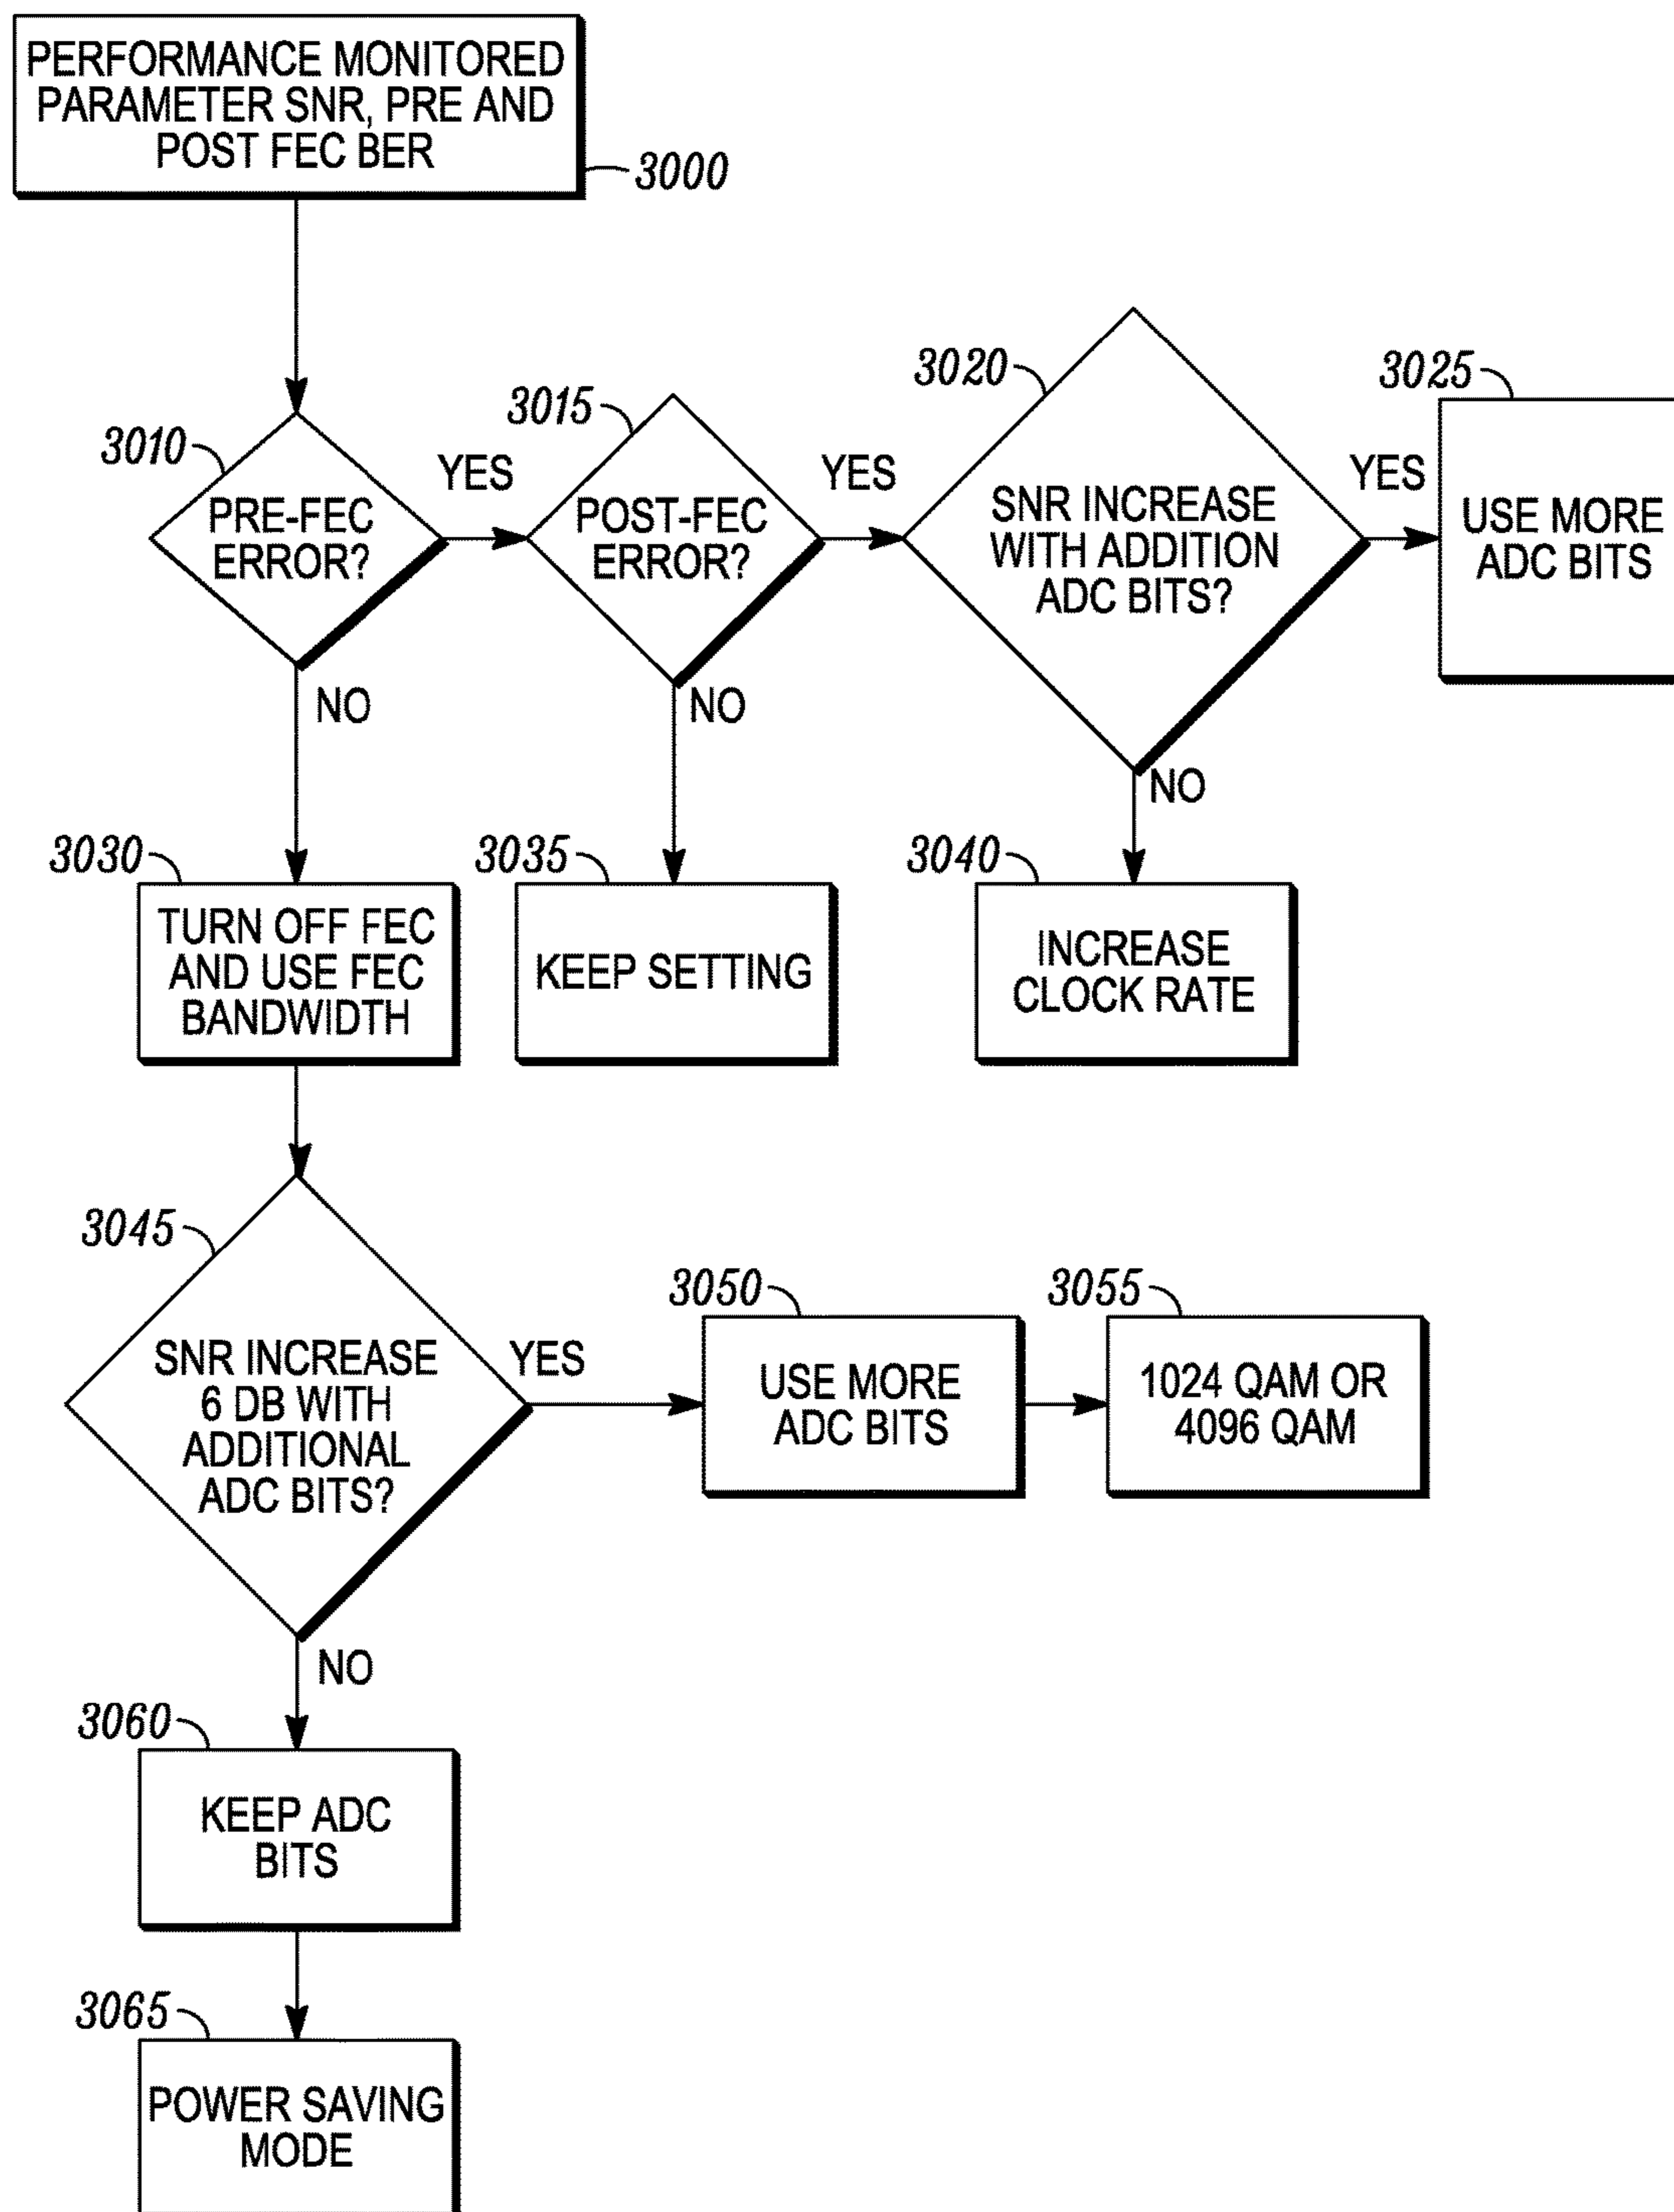 PERFORMANCE MONITORED
PARAMETER SNR, PRE AND
POST FEC BER
3000
3010
PRE-FEC
ERROR?
YES
NO
3015
POST-FEC
ERROR?
YES
NO
3020
SNR INCREASE
WITH ADDITION
ADC BITS?
YES
NO
3025
USE MORE
ADC BITS
3030
TURN OFF FEC
AND USE FEC
BANDWIDTH
3035
KEEP SETTING
3040
INCREASE
CLOCK RATE
3045
SNR INCREASE
6 DB WITH
ADDITIONAL
ADC BITS?
YES
NO
3050
USE MORE
ADC BITS
3055
1024 QAM OR
4096 QAM
3060
KEEP ADC
BITS
3065
POWER SAVING
MODE